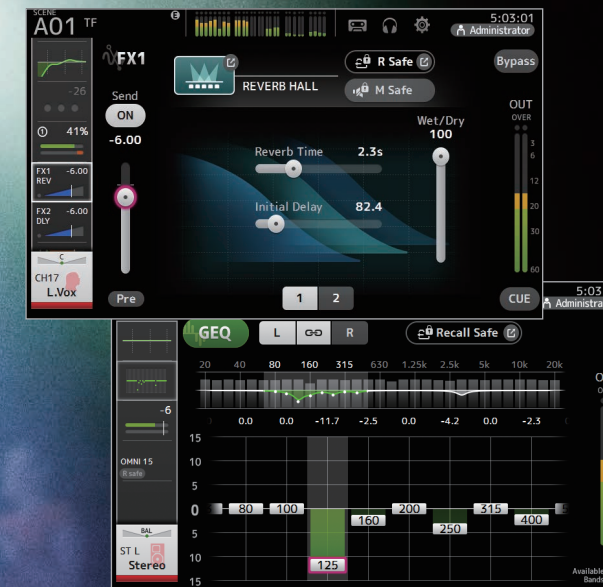 SCENE
A01 TF
E
5:03:01
Administrator
-26
41%
FX1 -6.00
REV
FX2 -6.00
DLY
C
CH17
L.Vox
FX1
Send
ON
-6.00
Pre
REVERB HALL
R Safe
M Safe
Bypass
Wet/Dry
100
Reverb Time 2.3s
Initial Delay 82.4
1 2
OUT
OVER
3
6
12
20
30
60
CUE
5:03
Administra
GEQ L R Recall Safe
20 40 80 160 315 630 1.25k 2.5k 5k 10k 20k
0.0 0.0 -11.7 -2.5 0.0 -4.2 0.0 -2.3
-6
OMNI 15
R safe
BAL
ST L
Stereo
15
10
5
0
5
10
15
80 100 125 160 200 250 315 400
Available
Bands